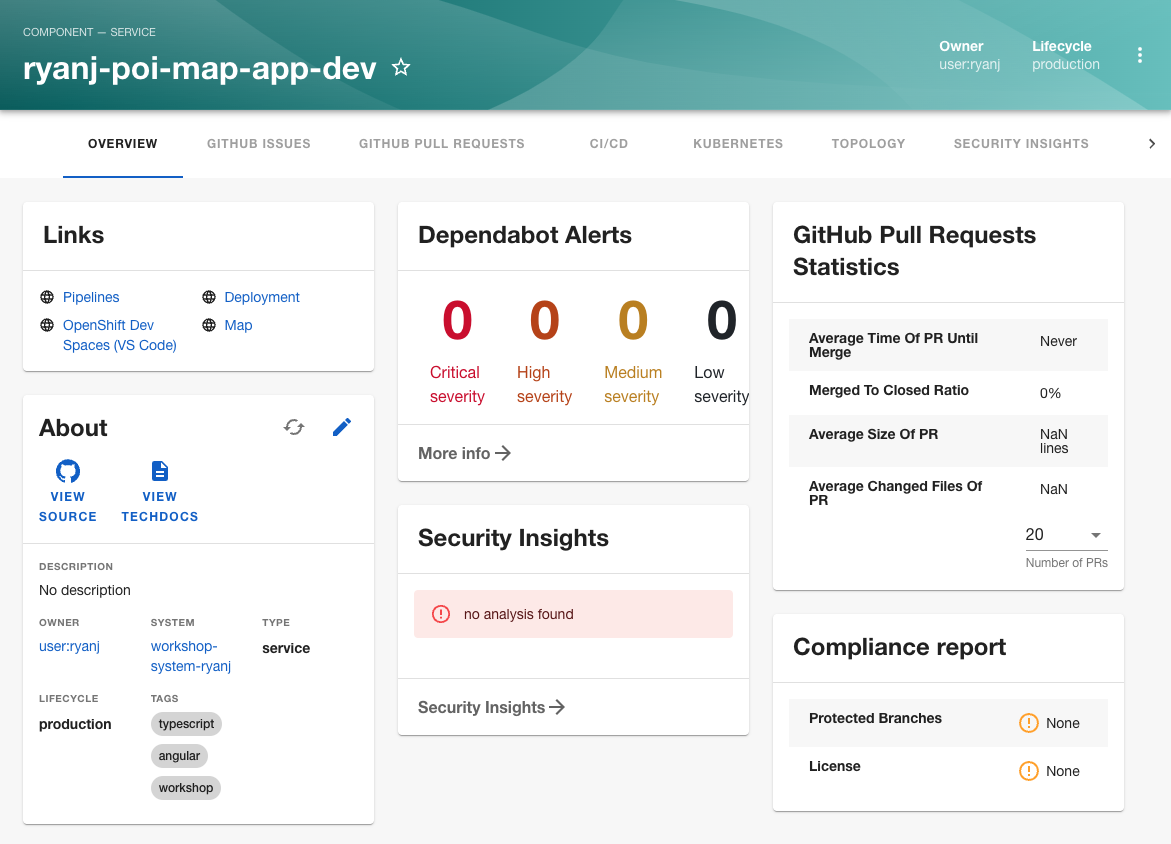 COMPONENT — SERVICE
ryanj-poi-map-app-dev
Owner
user:ryanj
Lifecycle
production
OVERVIEW
GITHUB ISSUES
GITHUB PULL REQUESTS
CI/CD
KUBERNETES
TOPOLOGY
SECURITY INSIGHTS
Links
Pipelines
Deployment
OpenShift Dev
Spaces (VS Code)
Map
About
VIEW
SOURCE
VIEW
TECHDOCS
DESCRIPTION
No description
OWNER
user:ryanj
SYSTEM
workshop-
system-ryanj
TYPE
service
LIFECYCLE
production
TAGS
typescript
angular
workshop
Dependabot Alerts
0
Critical
severity
0
High
severity
0
Medium
severity
0
Low
severity
More info
Security Insights
no analysis found
Security Insights
GitHub Pull Requests
Statistics
Average Time Of PR Until
Merge
Never
Merged To Closed Ratio
0%
Average Size Of PR
NaN
lines
Average Changed Files Of
PR
NaN
20
Number of PRs
Compliance report
Protected Branches
None
License
None